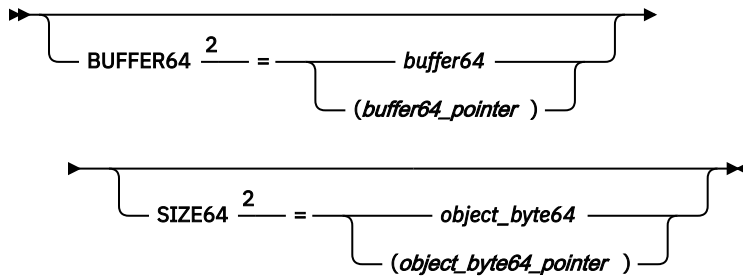 BUFFER64 2 = buffer64
(buffer64_pointer )
SIZE64 2 = object_byte64
(object_byte64_pointer )